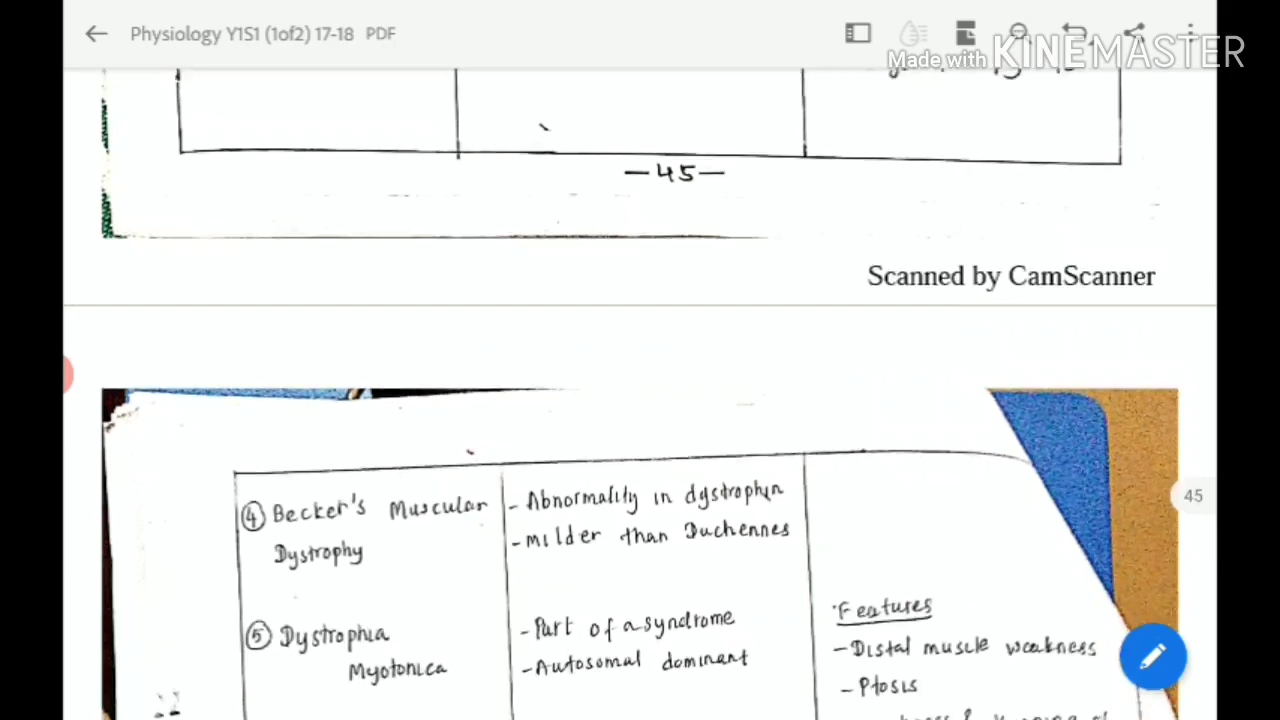 Physiology Y1S1 (1of2) 17-18 PDF
Made with KINEMASTER
—45—
Scanned by CamScanner
45
④ Becker's Muscular
Dystrophy
- Abnormality in dystrophin
- milder than Duchennes
Features
⑤ Dystrophia
Myotonica
- Part of a syndrome
- Autosomal dominant
- Distal muscle weakness
- Ptosis